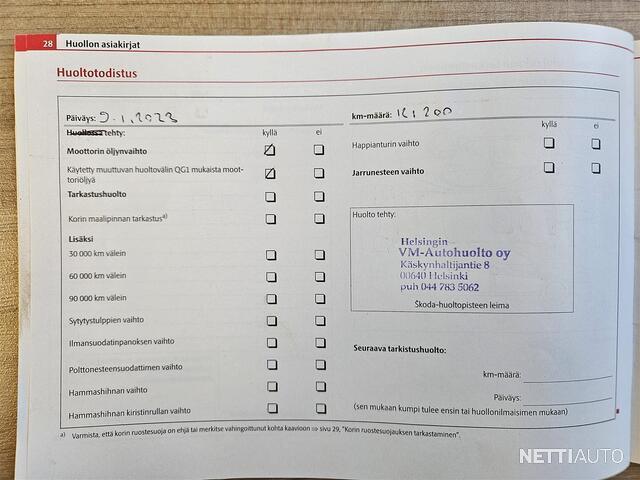 28 Huollon asiakirjat
Huoltotodistus
Päiväys: 9.1.2023 km-määrä:
Huollossa tehty: kyllä ei
Moottorin öljynvaihto
Käytetty muuttuvan huoltovälin QG1 mukaista moot-
toriöljyä
Tarkastushuolto
Korin maalipinnan tarkastus a)
Lisäksi
30 000 km välein
60 000 km välein
90 000 km välein
Sytytystulppien vaihto
Ilmansuodatinpanoksen vaihto
Polttonesteensuodattimen vaihto
Hammashihnan vaihto
Hammashihnan kiristinrullan vaihto
kyllä ei
Happianturin vaihto
Jarrunesteen vaihto
Huolto tehty:
Helsingin
VM-Autohuolto oy
Käskynhaltijantie 8
00640 Helsinki
puh 044 783 5062
Škoda-huoltopisteen leima
Seuraava tarkistushuolto:
km-määrä:
Päiväys:
(sen mukaan kumpi tulee ensin tai huollonilmaisimen mukaan)
a) Varmista, että korin ruostesuoja on ehjä tai merkitse vahingoittunut kohta kaavioon ⇒ sivu 29, "Korin ruostesuojauksen tarkastaminen".
NETTIAUTO